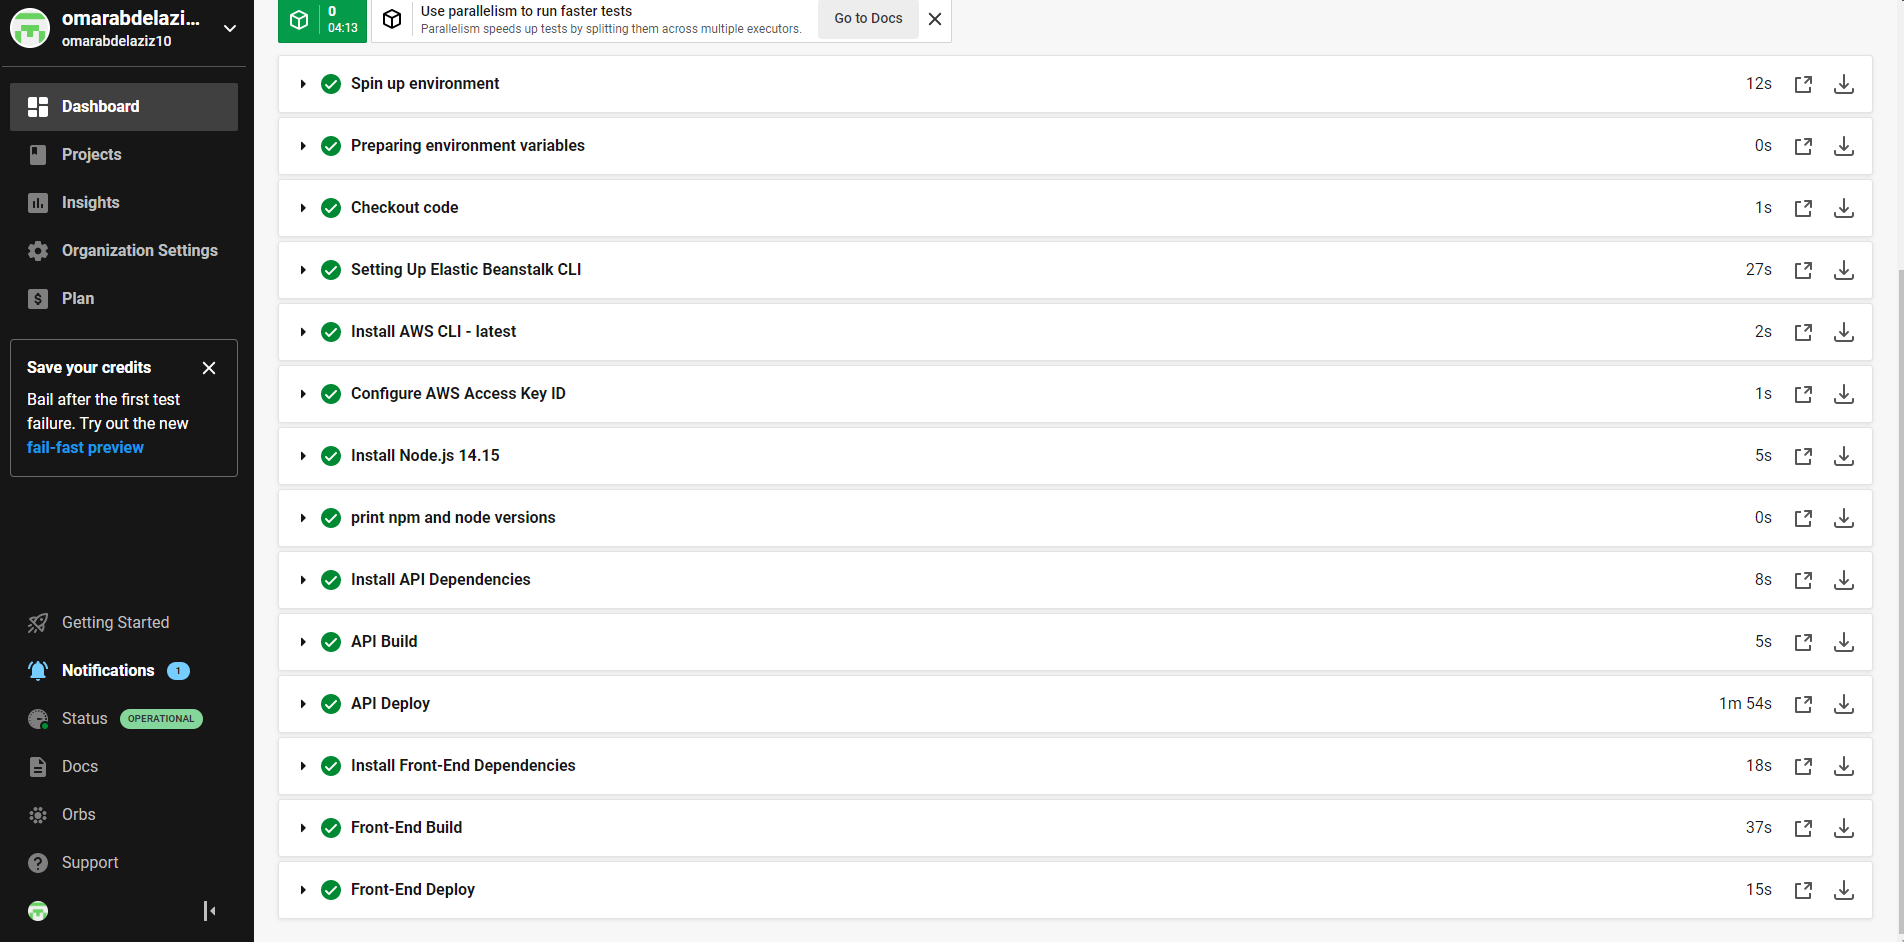 omarabdelazi...
omarabdelaziz10
Dashboard
Projects
Insights
Organization Settings
Plan
Save your credits
Bail after the first test
failure. Try out the new
fail-fast preview
Getting Started
Notifications 1
Status OPERATIONAL
Docs
Orbs
Support
0
04:13
Use parallelism to run faster tests
Parallelism speeds up tests by splitting them across multiple executors.
Go to Docs
Spin up environment 12s
Preparing environment variables 0s
Checkout code 1s
Setting Up Elastic Beanstalk CLI 27s
Install AWS CLI - latest 2s
Configure AWS Access Key ID 1s
Install Node.js 14.15 5s
print npm and node versions 0s
Install API Dependencies 8s
API Build 5s
API Deploy 1m 54s
Install Front-End Dependencies 18s
Front-End Build 37s
Front-End Deploy 15s